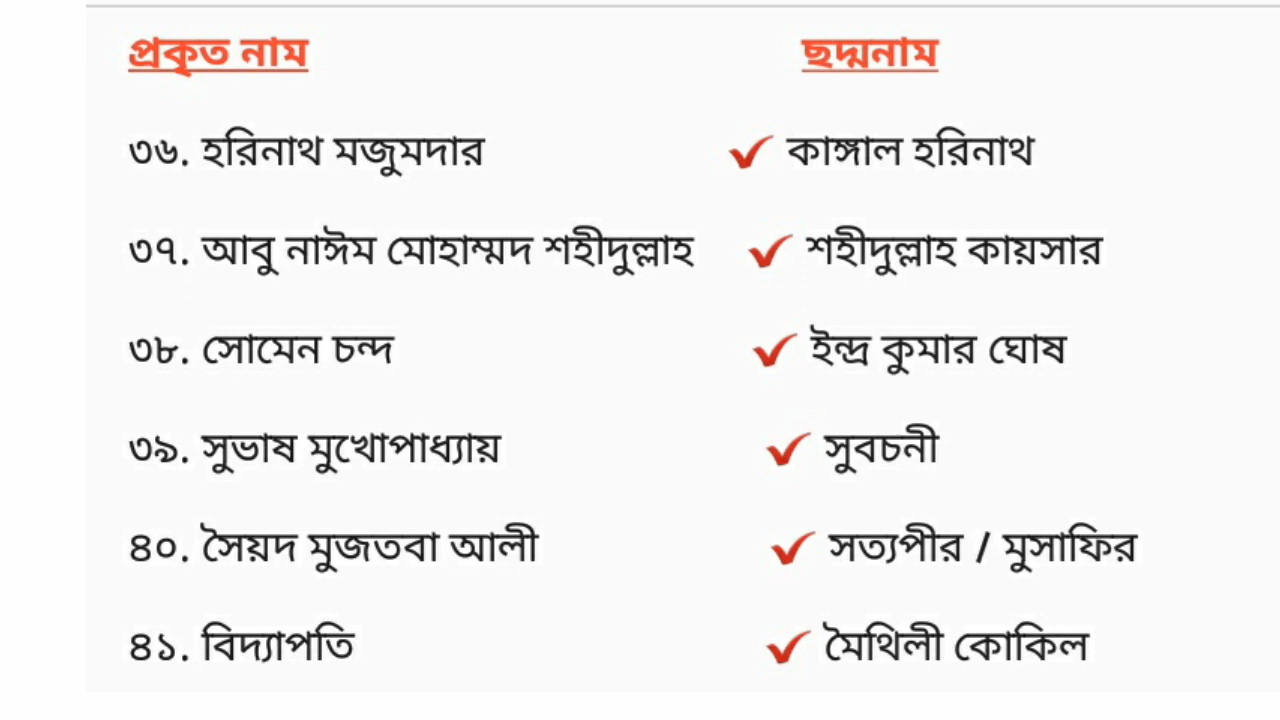 প্রকৃত নাম ছদ্মনাম
৩৬. হরিনাথ মজুমদার ✔ কাঙ্গাল হরিনাথ
৩৭. আবু নাঈম মোহাম্মদ শহীদুল্লাহ ✔ শহীদুল্লাহ কায়সার
৩৮. সোমেন চন্দ ✔ ইন্দ্র কুমার ঘোষ
৩৯. সুভাষ মুখোপাধ্যায় ✔ সুবচনী
৪০. সৈয়দ মুজতবা আলী ✔ সত্যপীর / মুসাফির
৪১. বিদ্যাপতি ✔ মৈথিলী কোকিল